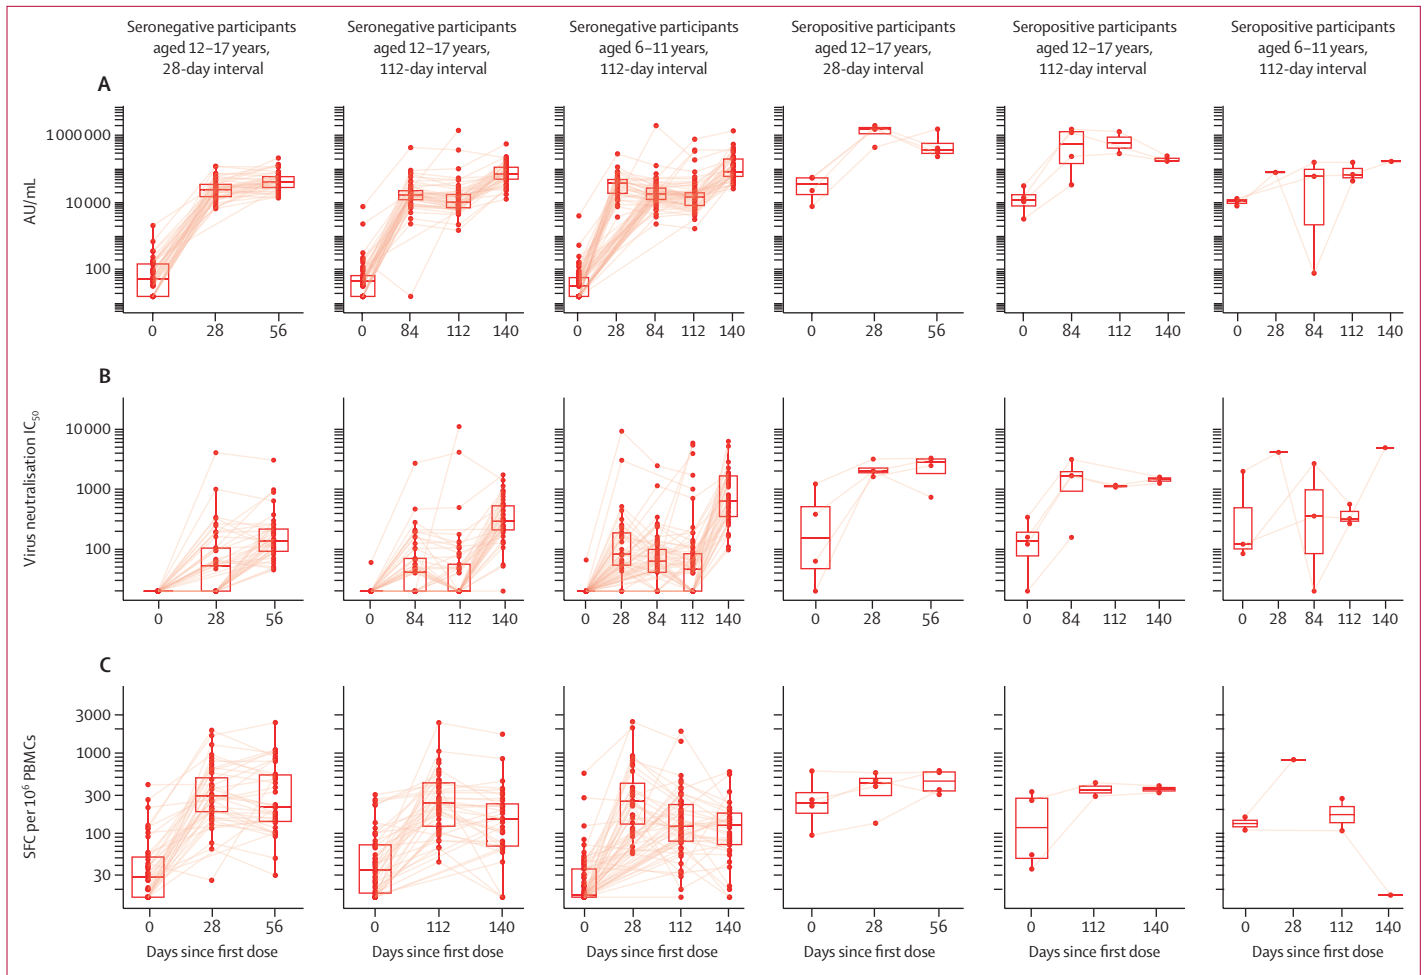 Seronegative participants
aged 12–17 years,
28-day interval
Seronegative participants
aged 12–17 years,
112-day interval
Seronegative participants
aged 6–11 years,
112-day interval
Seropositive participants
aged 12–17 years,
28-day interval
Seropositive participants
aged 12–17 years,
112-day interval
Seropositive participants
aged 6–11 years,
112-day interval
A
AU/mL
1 000 000
10 000
100
0 28 56
0 84 112 140
0 28 84 112 140
0 28 56
0 84 112 140
0 28 84 112 140
B
Virus neutralisation IC50
10 000
1000
100
0 28 56
0 84 112 140
0 28 84 112 140
0 28 56
0 84 112 140
0 28 84 112 140
C
SFC per 10⁶ PBMCs
3000
1000
300
100
30
0 28 56
0 112 140
0 28 112 140
0 28 56
0 112 140
0 28 112 140
Days since first dose
Days since first dose
Days since first dose
Days since first dose
Days since first dose
Days since first dose